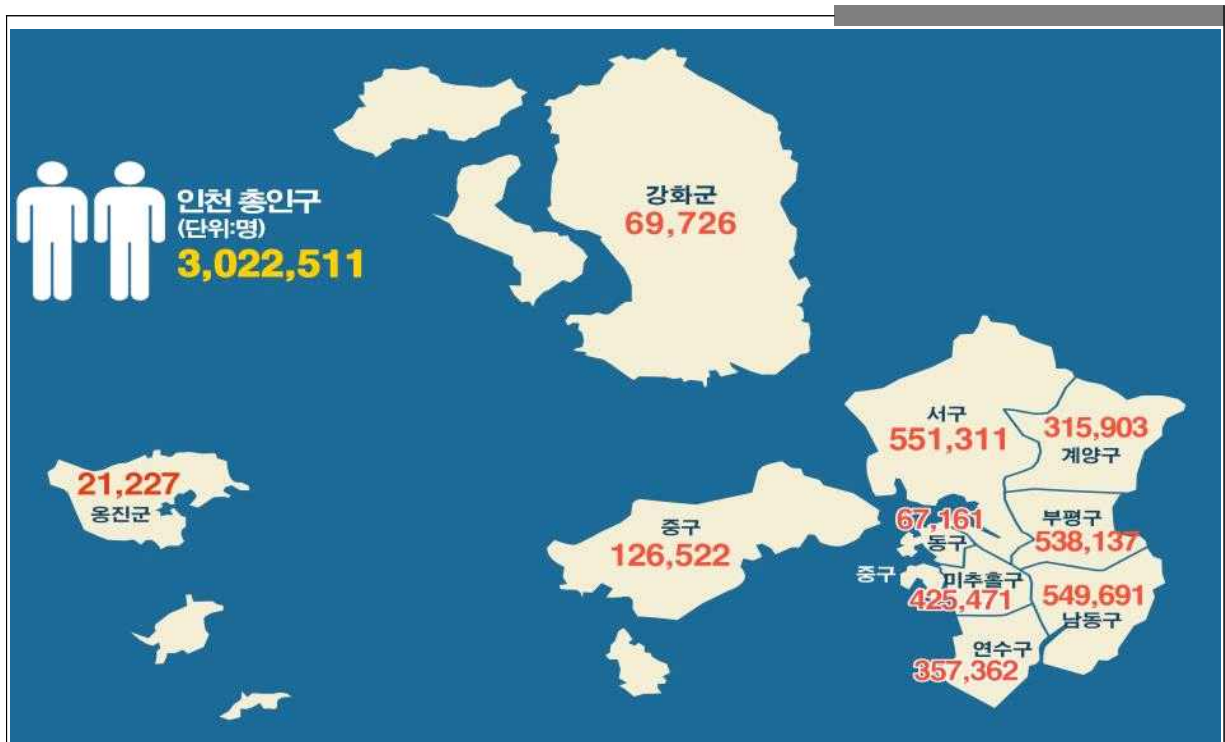 인천 총인구
(단위:명)
3,022,511
강화군
69,726
서구
551,311
315,903
계양구
21,227
옹진군
중구
126,522
67,161
동구
부평구
538,137
중구
미추홀구
425,471
549,691
남동구
연수구
357,362